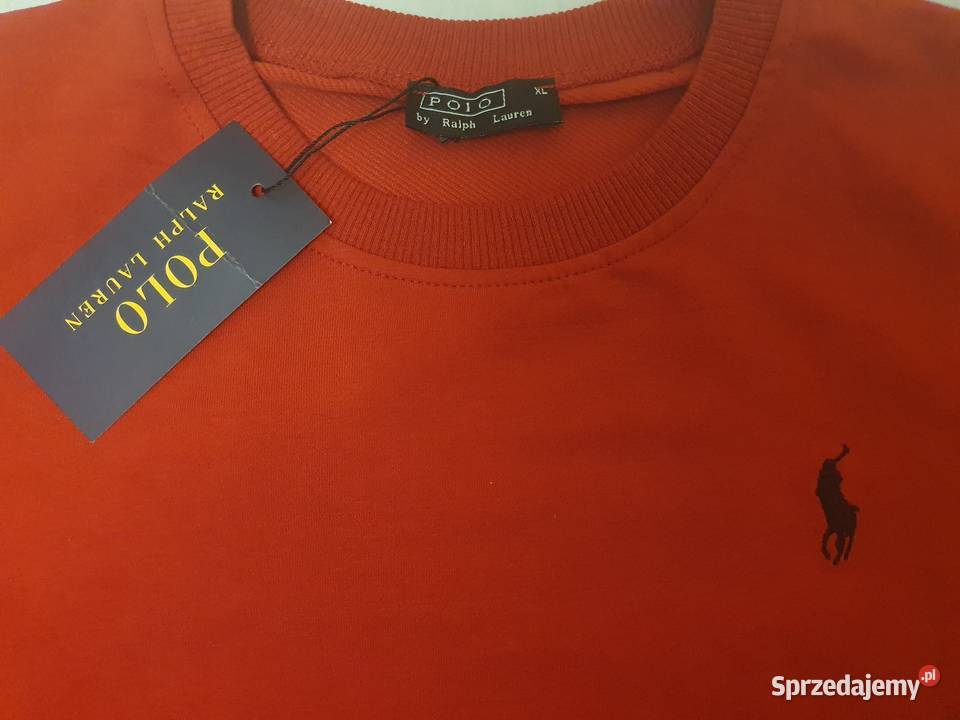 POLO
by Ralph Lauren
XL
POLO
RALPH LAUREN
Sprzedajemy.pl